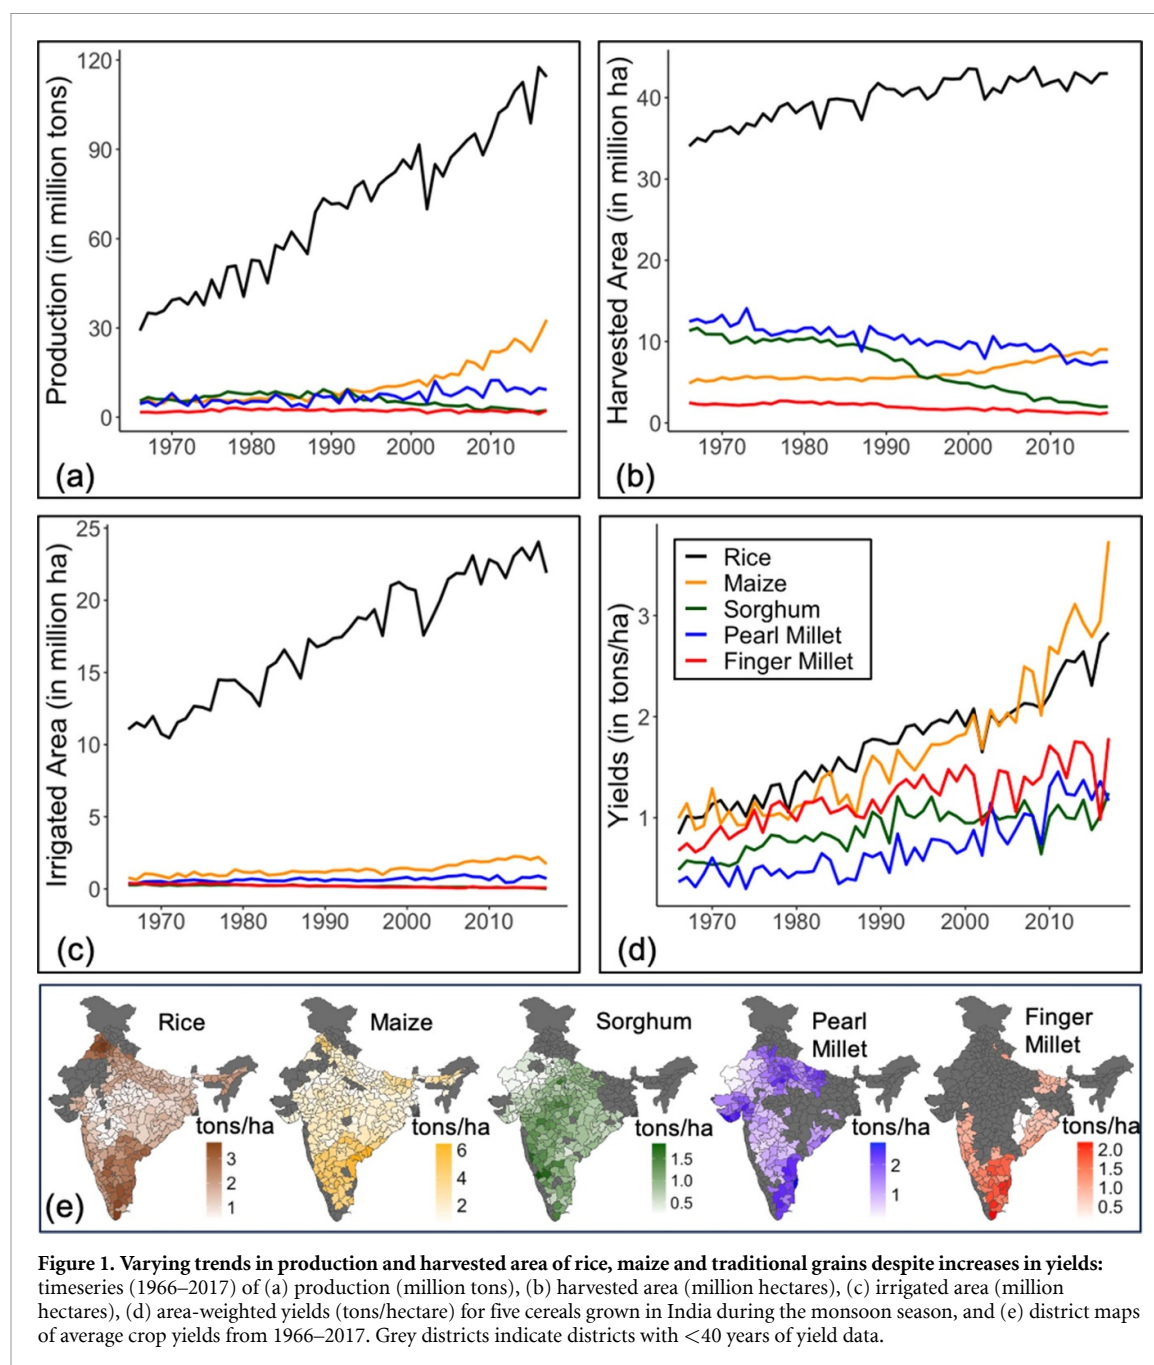 Production (in million tons)
120
90
60
30
0
1970 1980 1990 2000 2010
(a)
Harvested Area (in million ha)
40
30
20
10
0
1970 1980 1990 2000 2010
(b)
Irrigated Area (in million ha)
25
20
15
10
5
0
1970 1980 1990 2000 2010
(c)
Yields (in tons/ha)
3
2
1
Rice
Maize
Sorghum
Pearl Millet
Finger Millet
1970 1980 1990 2000 2010
(d)
Rice
tons/ha
3
2
1
Maize
tons/ha
6
4
2
Sorghum
tons/ha
1.5
1.0
0.5
Pearl
Millet
tons/ha
2
1
Finger
Millet
tons/ha
2.0
1.5
1.0
0.5
(e)
Figure 1. Varying trends in production and harvested area of rice, maize and traditional grains despite increases in yields:
timeseries (1966–2017) of (a) production (million tons), (b) harvested area (million hectares), (c) irrigated area (million
hectares), (d) area-weighted yields (tons/hectare) for five cereals grown in India during the monsoon season, and (e) district maps
of average crop yields from 1966–2017. Grey districts indicate districts with <40 years of yield data.